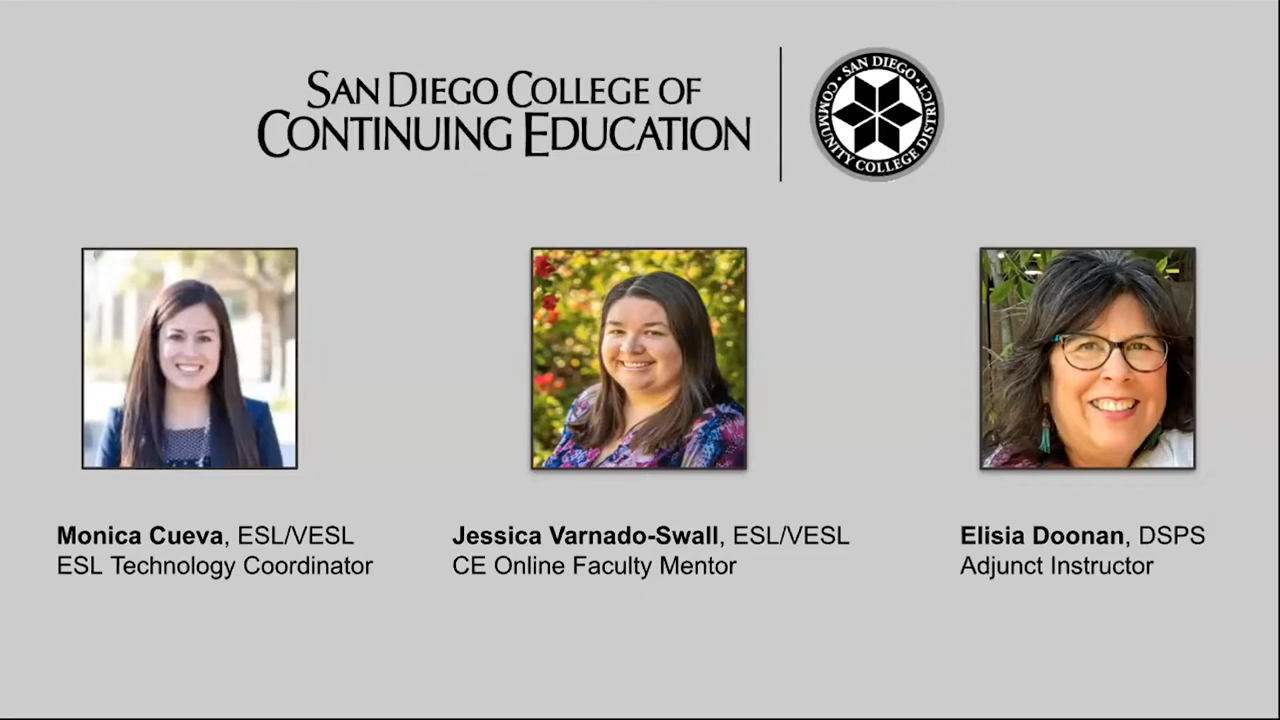 SAN DIEGO COLLEGE OF
CONTINUING EDUCATION
SAN DIEGO
COMMUNITY COLLEGE DISTRICT
Monica Cueva, ESL/VESL
ESL Technology Coordinator
Jessica Varnado-Swall, ESL/VESL
CE Online Faculty Mentor
Elisia Doonan, DSPS
Adjunct Instructor